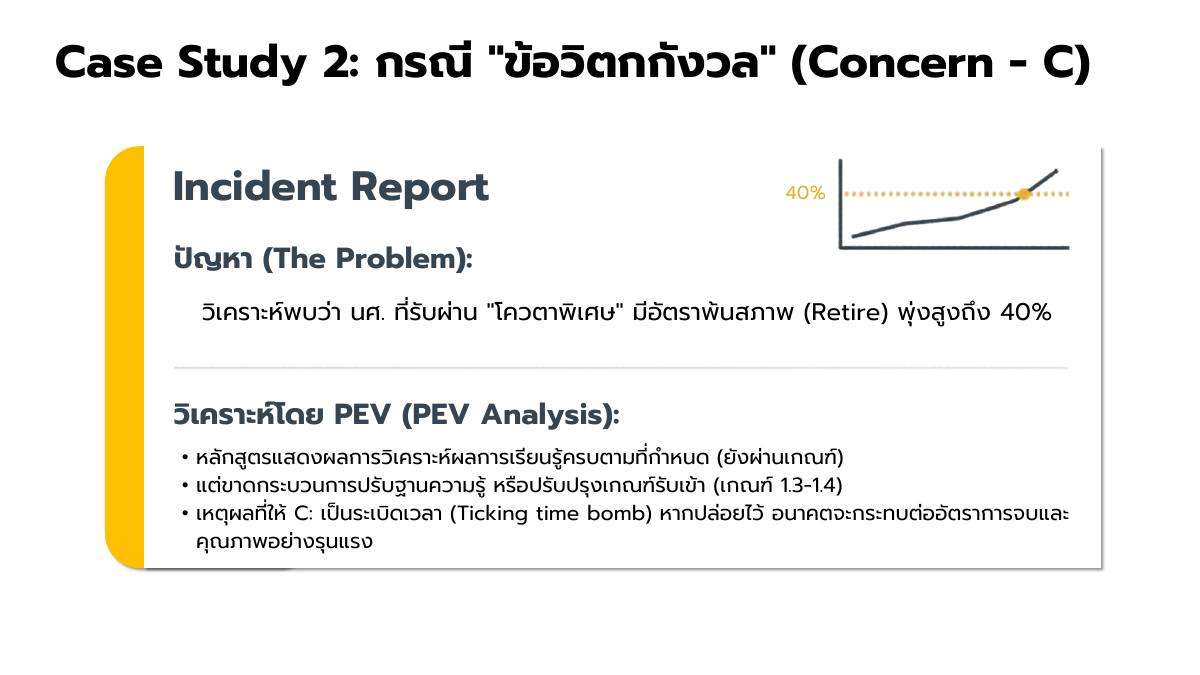 Case Study 2: กรณี "ข้อวิตกกังวล" (Concern - C)
Incident Report
40%
ปัญหา (The Problem):
วิเคราะห์พบว่า นศ. ที่รับผ่าน "โควตาพิเศษ" มีอัตราพ้นสภาพ (Retire) พุ่งสูงถึง 40%
วิเคราะห์โดย PEV (PEV Analysis):
• หลักสูตรแสดงผลการวิเคราะห์ผลการเรียนรู้ครบตามที่กำหนด (ยังผ่านเกณฑ์)
• แต่ขาดกระบวนการปรับฐานความรู้ หรือปรับปรุงเกณฑ์รับเข้า (เกณฑ์ 1.3-1.4)
• เหตุผลที่ให้ C: เป็นระเบิดเวลา (Ticking time bomb) หากปล่อยไว้ อนาคตจะกระทบต่ออัตราการจบและ
คุณภาพอย่างรุนแรง